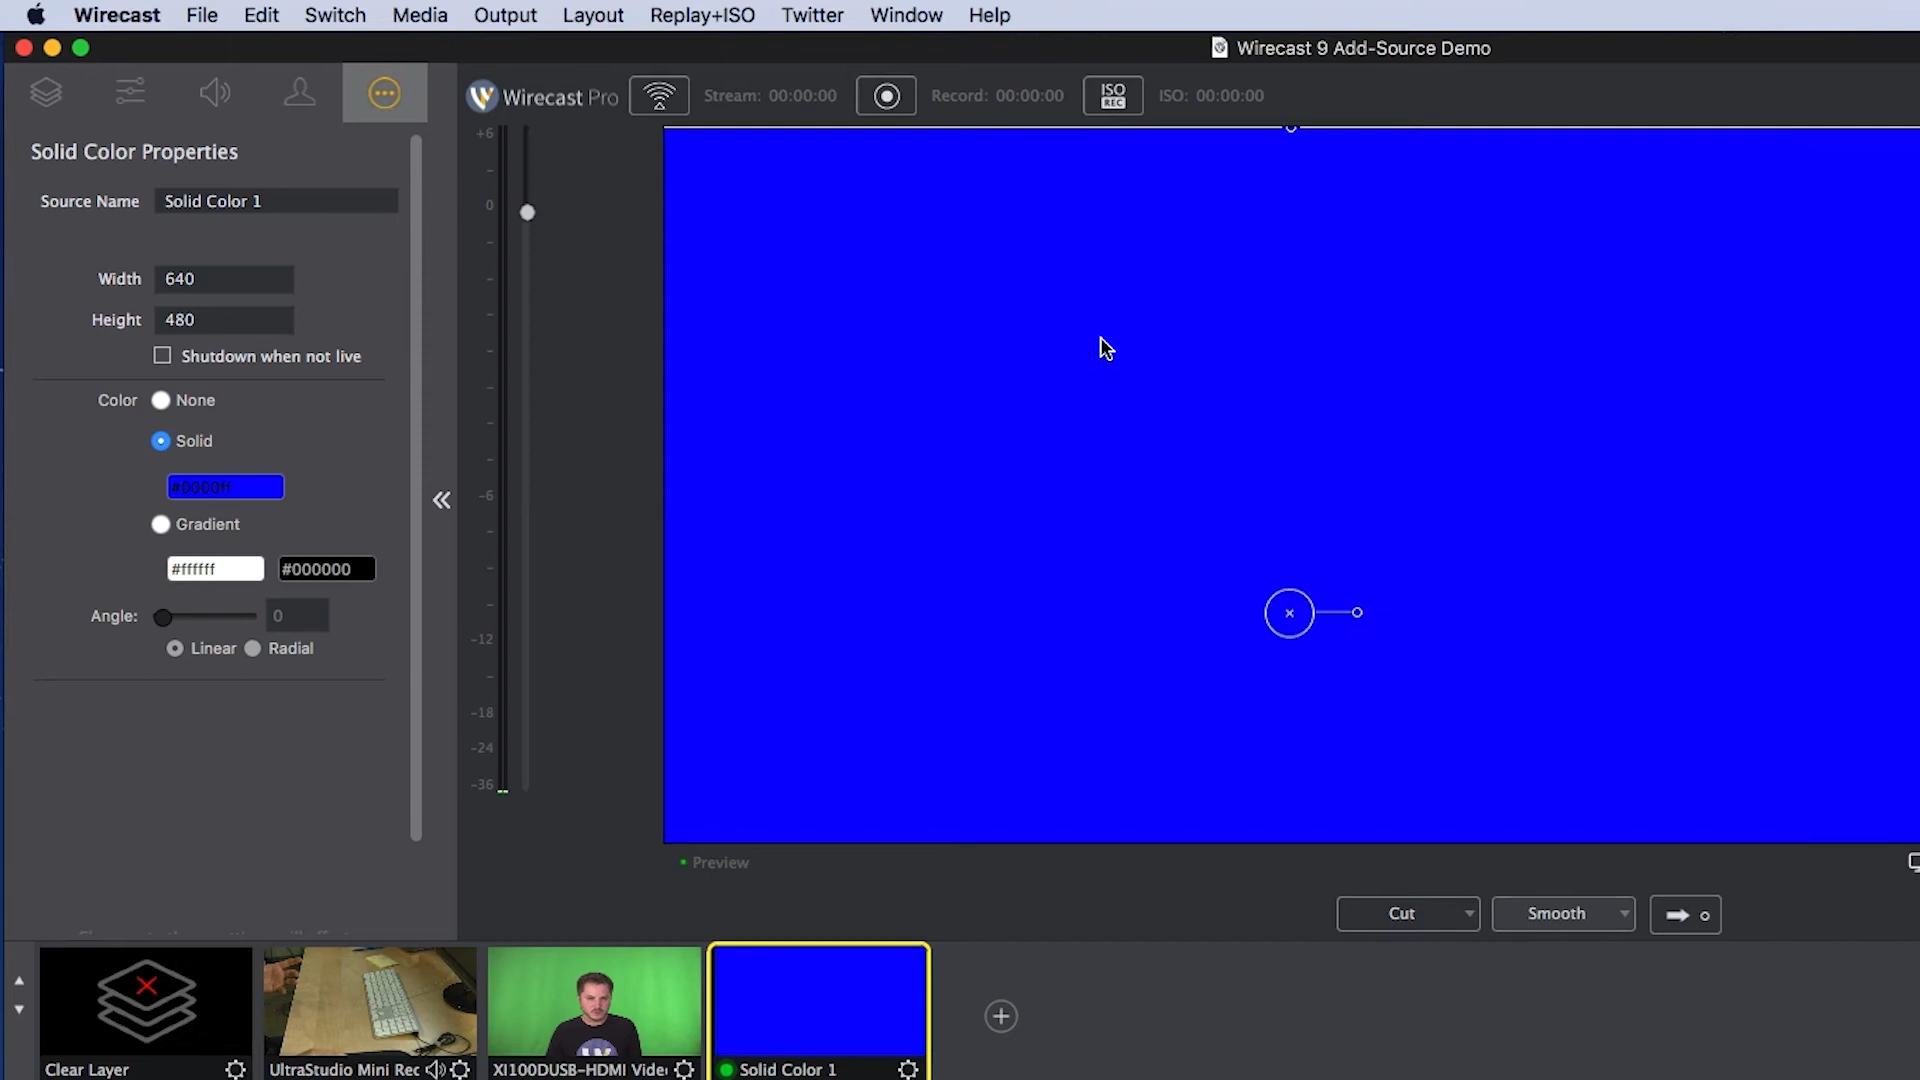 Wirecast File Edit Switch Media Output Layout Replay+ISO Twitter Window Help
Wirecast 9 Add-Source Demo
Wirecast Pro Stream: 00:00:00 Record: 00:00:00 ISO REC ISO: 00:00:00
Solid Color Properties
Source Name Solid Color 1
Width 640
Height 480
Shutdown when not live
Color None
Solid
#0000ff
Gradient
#ffffff #000000
Angle: 0
Linear Radial
+6
0
-6
-12
-18
-24
-36
Preview
Cut Smooth
Clear Layer
UltraStudio Mini Rec
XI100DUSB-HDMI Vide
Solid Color 1